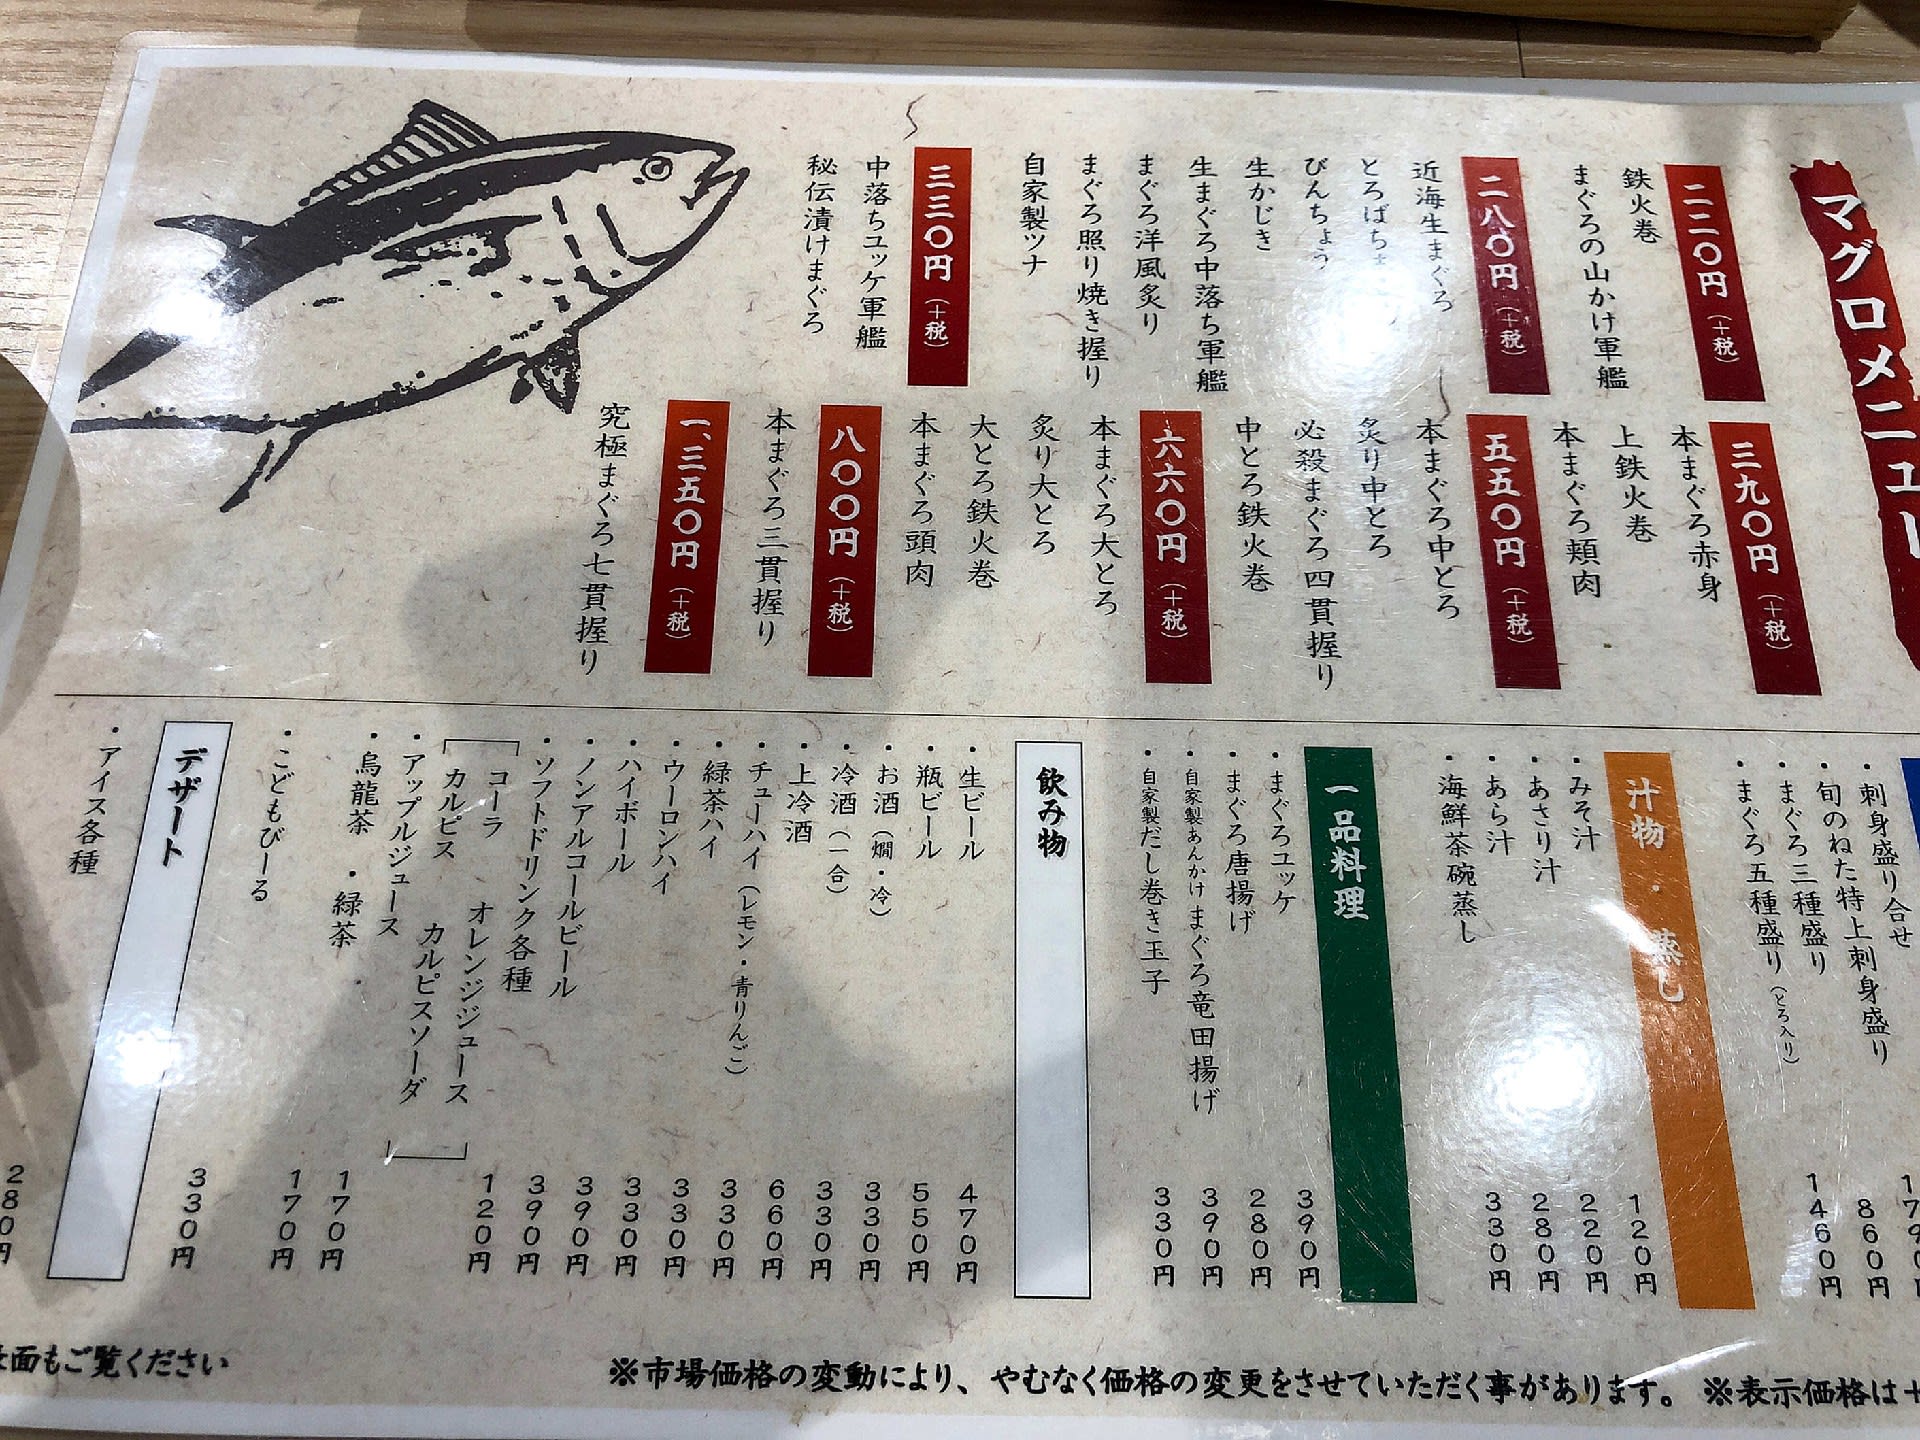 マグロメニュー
二二〇円（＋税）
鉄火巻
まぐろの山かけ軍艦
二八〇円（＋税）
近海生まぐろ
とろばち
びんちょう
生かじき
生まぐろ中落ち軍艦
まぐろ洋風炙り
まぐろ照り焼き握り
自家製ツナ
三三〇円（＋税）
中落ちユッケ軍艦
秘伝漬けまぐろ
三九〇円（＋税）
本まぐろ赤身
上鉄火巻
本まぐろ頬肉
五五〇円（＋税）
本まぐろ中とろ
炙り中とろ
必殺まぐろ四貫握り
中とろ鉄火巻
六六〇円（＋税）
本まぐろ大とろ
炙り大とろ
大とろ鉄火巻
本まぐろ頭肉
八〇〇円（＋税）
本まぐろ三貫握り
一、三五〇円（＋税）
究極まぐろ七貫握り
・刺身盛り合せ
1790円
・旬のねた特上刺身盛り
・まぐろ三種盛り 860円
・まぐろ五種盛り（とろ入り） 1460円
汁物・蒸し
・みそ汁 120円
・あさり汁 220円
・あら汁 280円
・海鮮茶碗蒸し 330円
一品料理
・まぐろユッケ 390円
・まぐろ唐揚げ 280円
・自家製あんかけまぐろ竜田揚げ 390円
・自家製だし巻き玉子 330円
飲み物
・生ビール 470円
・瓶ビール 550円
・お酒（燗・冷） 330円
・冷酒（一合） 330円
・上冷酒 660円
・チューハイ（レモン・青りんご） 330円
・緑茶ハイ 330円
・ウーロンハイ 330円
・ハイボール 390円
・ノンアルコールビール 390円
・ソフトドリンク各種 120円
コーラ オレンジジュース
カルピス カルピスソーダ
・アップルジュース 170円
・烏龍茶 ・緑茶 170円
・こどもびーる 330円
デザート
・アイス各種 280円
面もご覧ください
※市場価格の変動により、やむなく価格の変更をさせていただく事があります。 ※表示価格は＋